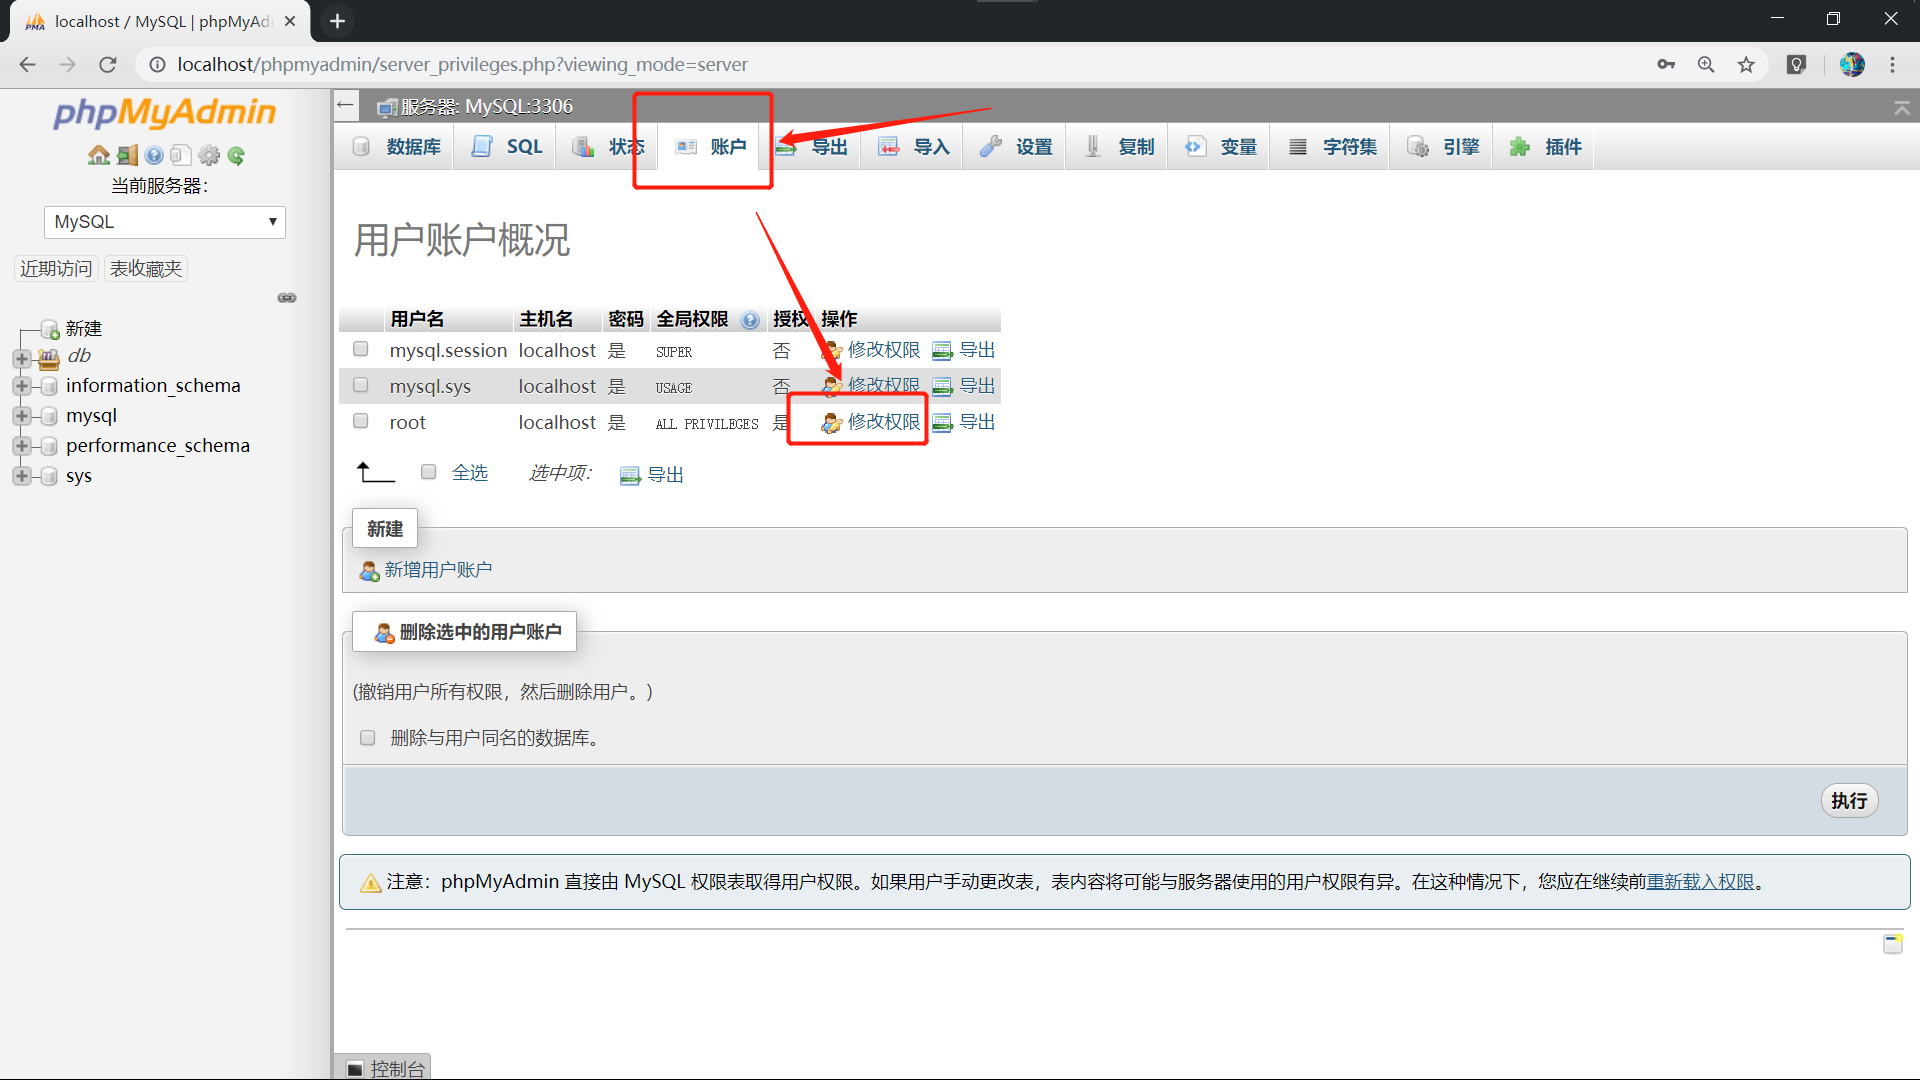 localhost / MySQL | phpMyAd
localhost/phpmyadmin/server_privileges.php?viewing_mode=server
phpMyAdmin
当前服务器：
MySQL
近期访问 表收藏夹
新建
db
information_schema
mysql
performance_schema
sys
服务器: MySQL:3306
数据库 SQL 状态 账户 导出 导入 设置 复制 变量 字符集 引擎 插件
用户账户概况
用户名 主机名 密码 全局权限 授权 操作
mysql.session localhost 是 SUPER 否 修改权限 导出
mysql.sys localhost 是 USAGE 否 修改权限 导出
root localhost 是 ALL PRIVILEGES 是 修改权限 导出
全选 选中项： 导出
新建
新增用户账户
删除选中的用户账户
(撤销用户所有权限，然后删除用户。)
删除与用户同名的数据库。
执行
注意：phpMyAdmin 直接由 MySQL 权限表取得用户权限。如果用户手动更改表，表内容将可能与服务器使用的用户权限有异。在这种情况下，您应在继续前重新载入权限。
控制台